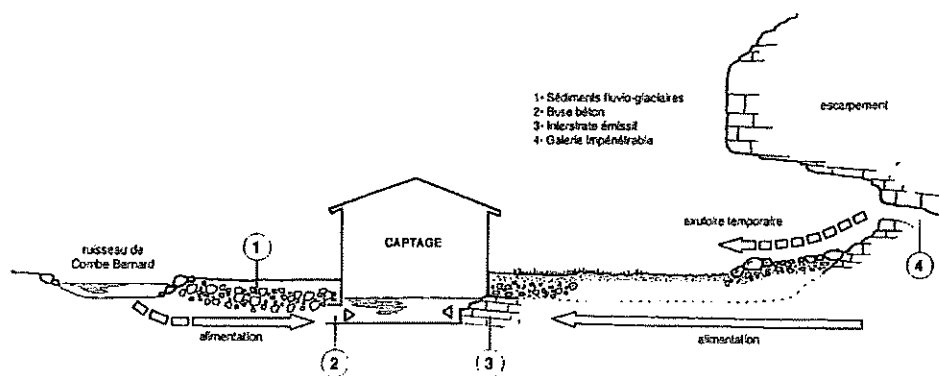 1- Sédiments fluvio-glaciaires
2- Buse béton
3- Interstrate émissif
4- Galerie impénétrable
escarpement
exutoire temporaire
CAPTAGE
ruisseau de
Combe Bernard
1
4
alimentation
alimentation
2
3